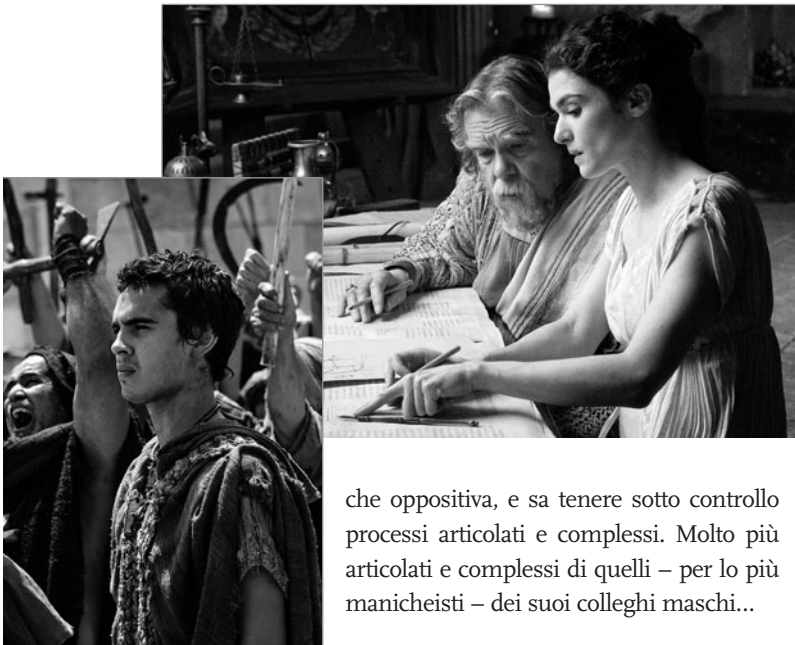 che oppositiva, e sa tenere sotto controllo
processi articolati e complessi. Molto più
articolati e complessi di quelli – per lo più
manicheisti – dei suoi colleghi maschi...